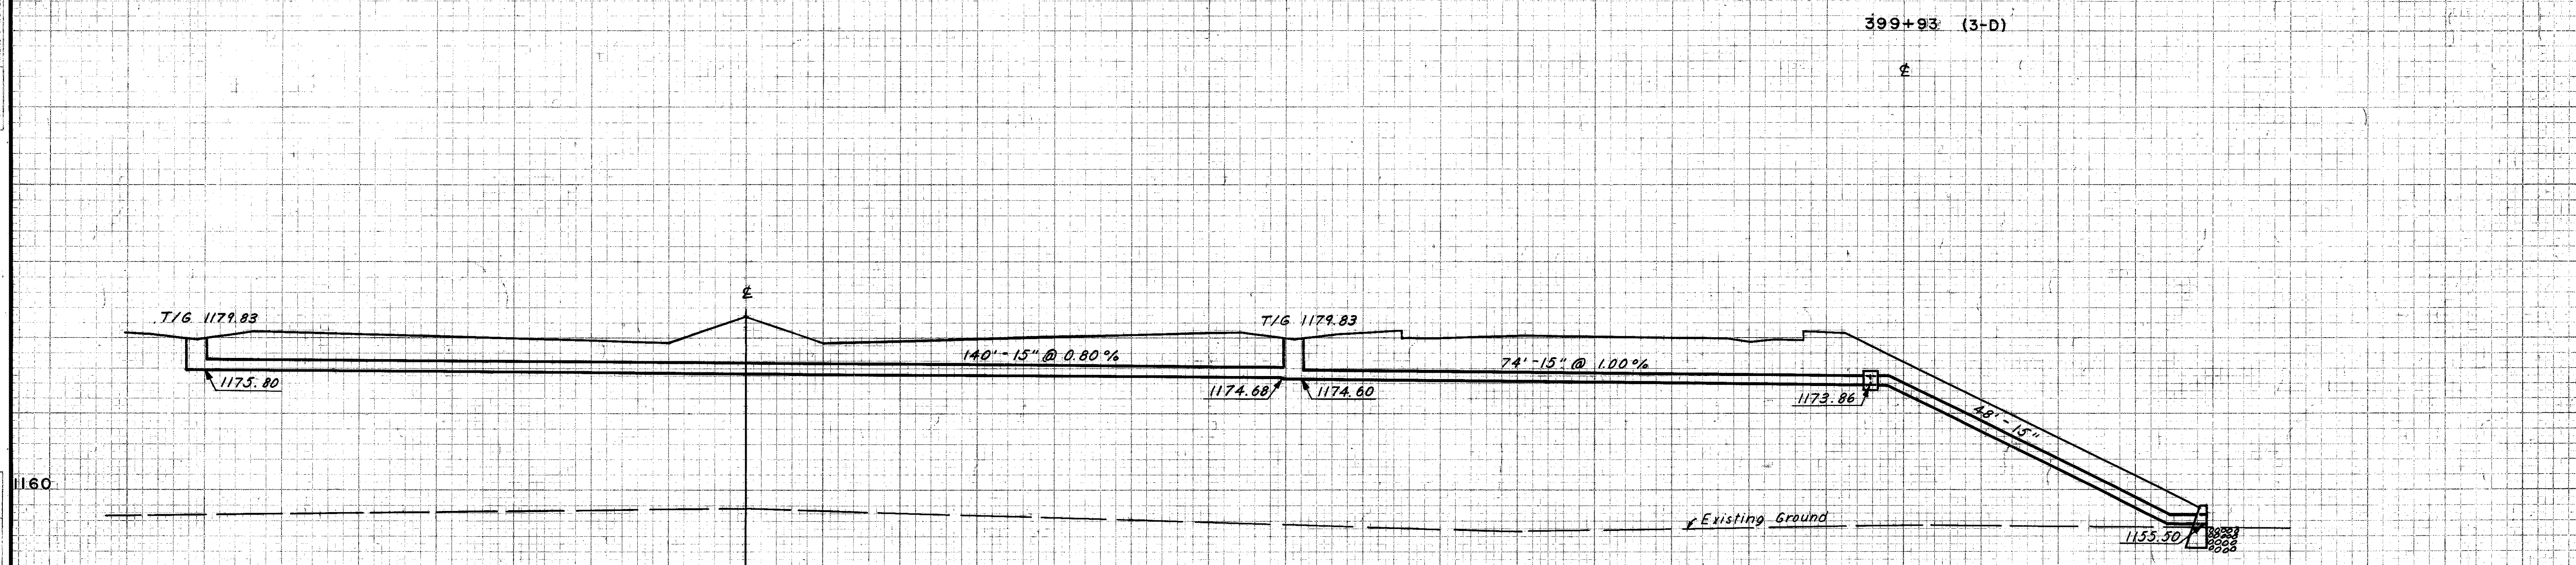 399+93 (3-D)
℄
℄
T/G 1179.83
T/G 1179.83
140' - 15" @ 0.80 %
74' - 15" @ 1.00 %
1175.80
1174.68
1174.60
1173.86
48' - 15"
1160
Existing Ground
1155.50